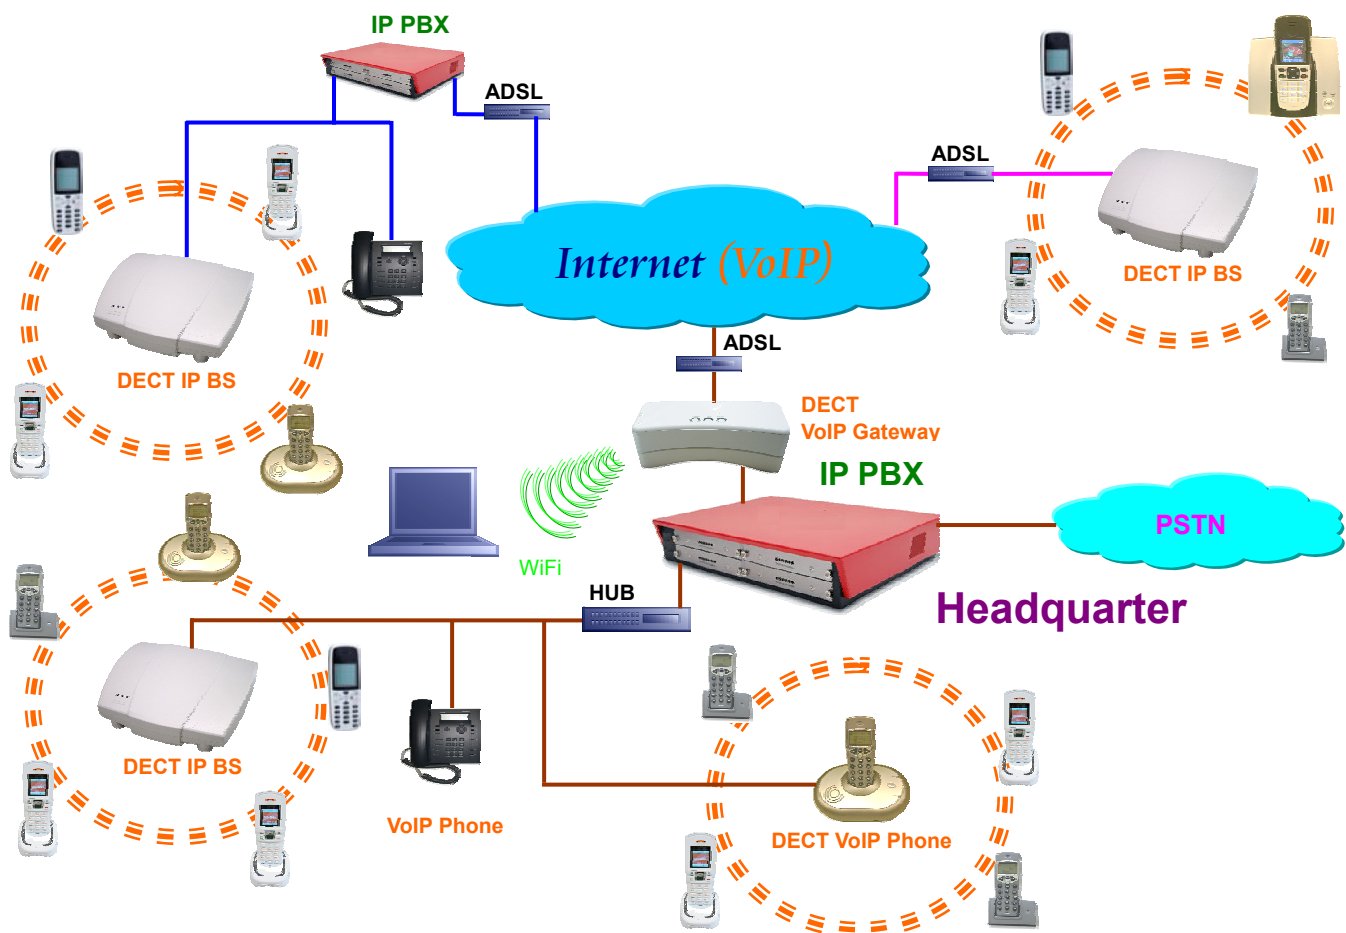 IP PBX
ADSL
ADSL
Internet (VoIP)
DECT IP BS
ADSL
DECT IP BS
DECT
VoIP Gateway
IP PBX
PSTN
WiFi
HUB
Headquarter
DECT IP BS
VoIP Phone
DECT VoIP Phone